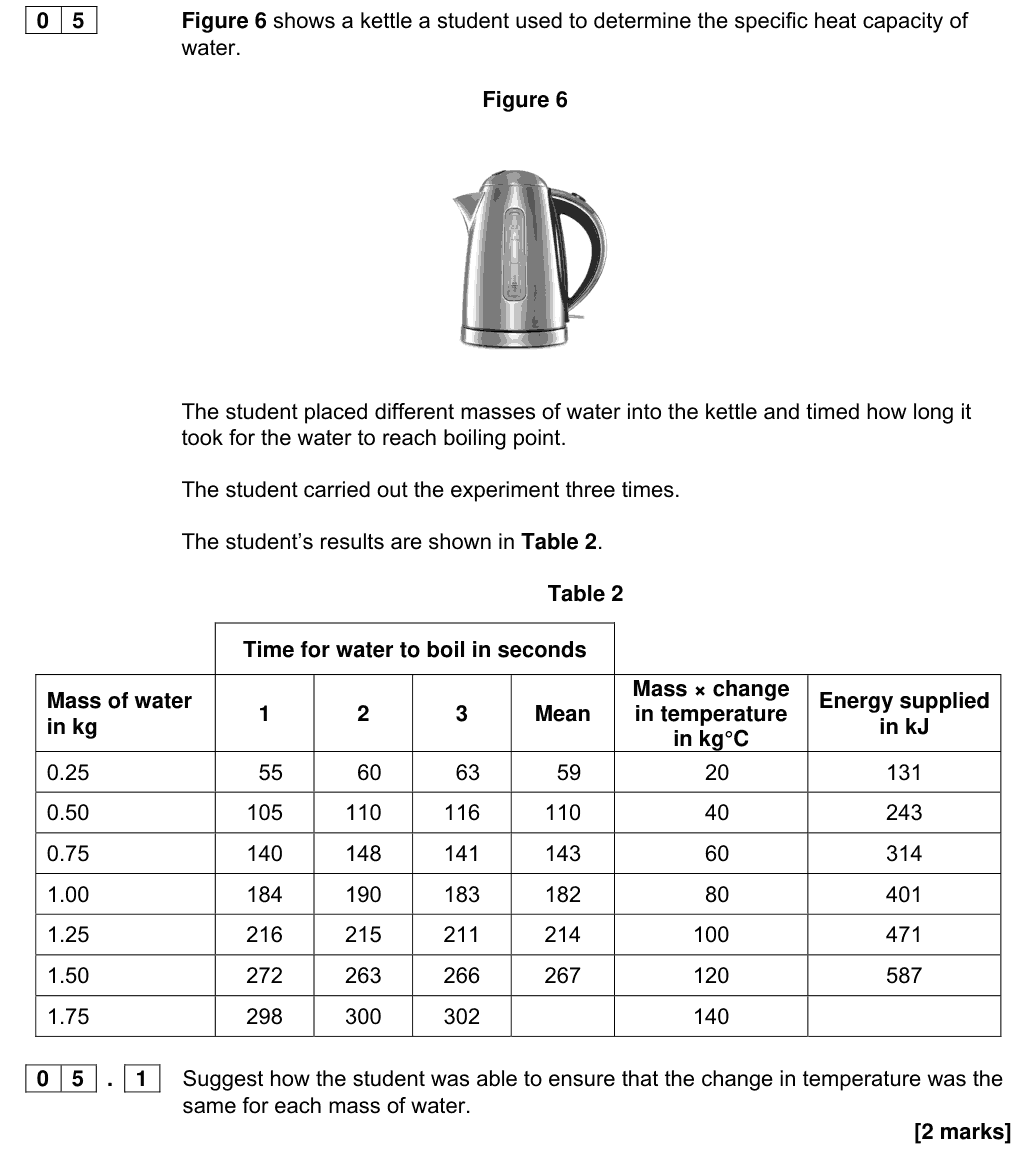 0 5 Figure 6 shows a kettle a student used to determine the specific heat capacity of
water.
Figure 6
The student placed different masses of water into the kettle and timed how long it
took for the water to reach boiling point.
The student carried out the experiment three times.
The student's results are shown in Table 2.
Table 2
Time for water to boil in seconds
Mass of water
in kg
1
2
3
Mean
Mass × change
in temperature
in kg°C
Energy supplied
in kJ
0.25 55 60 63 59 20 131
0.50 105 110 116 110 40 243
0.75 140 148 141 143 60 314
1.00 184 190 183 182 80 401
1.25 216 215 211 214 100 471
1.50 272 263 266 267 120 587
1.75 298 300 302 140
0 5 . 1 Suggest how the student was able to ensure that the change in temperature was the
same for each mass of water.
[2 marks]